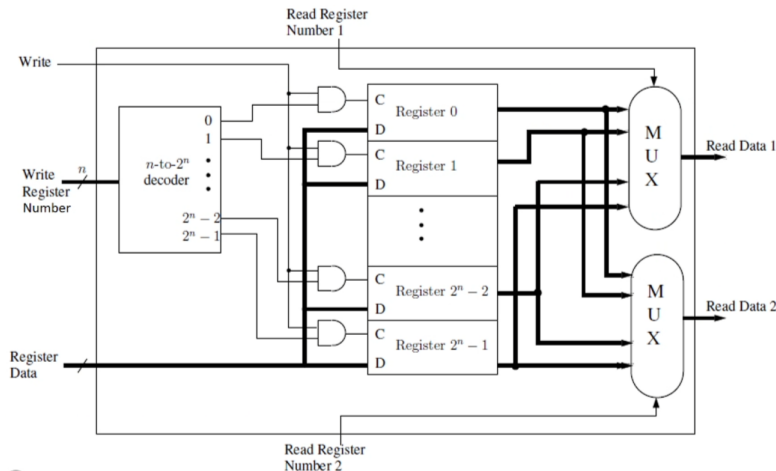 Read Register
Number 1
Write
0
1
n-to-2ⁿ
decoder
2ⁿ − 2
2ⁿ − 1
n
Write
Register
Number
Register
Data
C
Register 0
D
C
Register 1
D
C
Register 2ⁿ − 2
D
C
Register 2ⁿ − 1
D
M
U
X
Read Data 1
M
U
X
Read Data 2
Read Register
Number 2